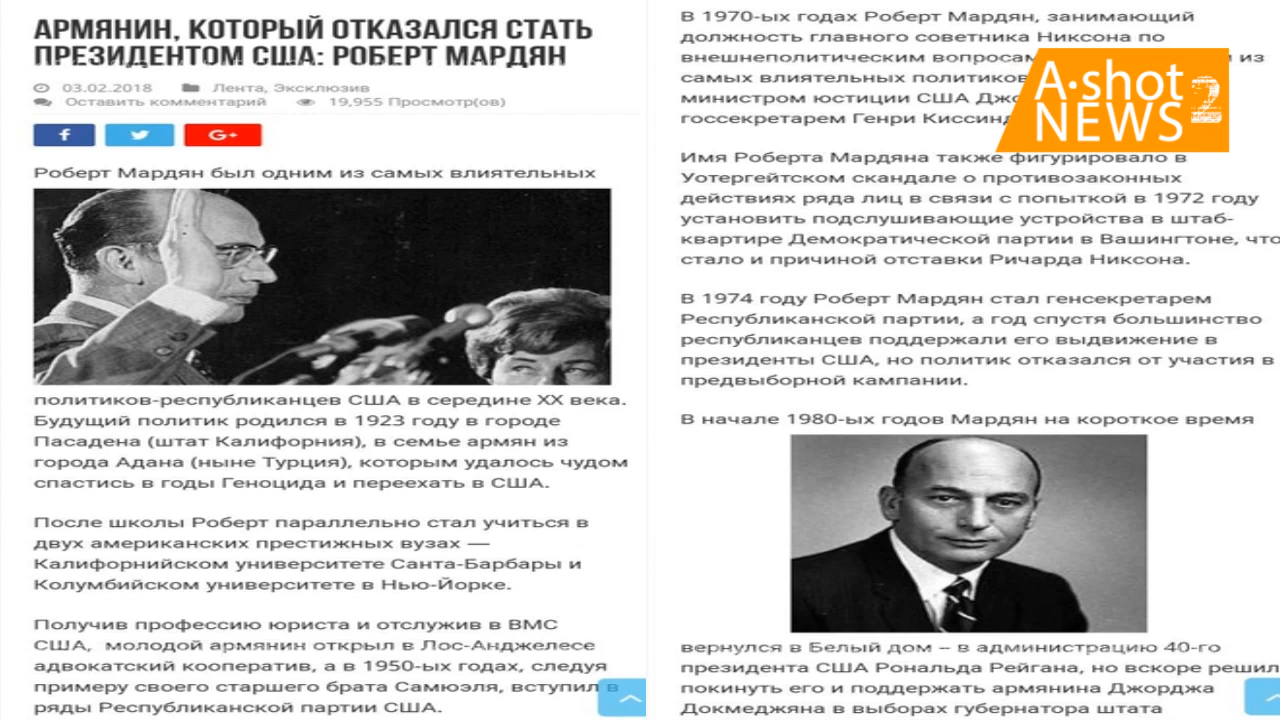 АРМЯНИН, КОТОРЫЙ ОТКАЗАЛСЯ СТАТЬ
ПРЕЗИДЕНТОМ США: РОБЕРТ МАРДЯН
03.02.2018 Лента, Эксклюзив
Оставить комментарий 19,955 Просмотр(ов)
f G+
Роберт Мардян был одним из самых влиятельных
политиков-республиканцев США в середине XX века.
Будущий политик родился в 1923 году в городе
Пасадена (штат Калифорния), в семье армян из
города Адана (ныне Турция), которым удалось чудом
спастись в годы Геноцида и переехать в США.
После школы Роберт параллельно стал учиться в
двух американских престижных вузах —
Калифорнийском университете Санта-Барбары и
Колумбийском университете в Нью-Йорке.
Получив профессию юриста и отслужив в ВМС
США, молодой армянин открыл в Лос-Анджелесе
адвокатский кооператив, а в 1950-ых годах, следуя
примеру своего старшего брата Самюэля, вступил в
ряды Республиканской партии США.
В 1970-ых годах Роберт Мардян, занимающий
должность главного советника Никсона по
внешнеполитическим вопросам из
самых влиятельных политиков
министром юстиции США
госсекретарем Генри
A·shot
NEWS 2
Имя Роберта Мардяна также фигурировало в
Уотергейтском скандале о противозаконных
действиях ряда лиц в связи с попыткой в 1972 году
установить подслушивающие устройства в штаб-
квартире Демократической партии в Вашингтоне, что
стало и причиной отставки Ричарда Никсона.
В 1974 году Роберт Мардян стал генсекретарем
Республиканской партии, а год спустя большинство
республиканцев поддержали его выдвижение в
президенты США, но политик отказался от участия в
предвыборной кампании.
В начале 1980-ых годов Мардян на короткое время
вернулся в Белый дом – в администрацию 40-го
президента США Рональда Рейгана, но вскоре решил
покинуть его и поддержать армянина Джорджа
Докмеджяна в выборах губернатора штата